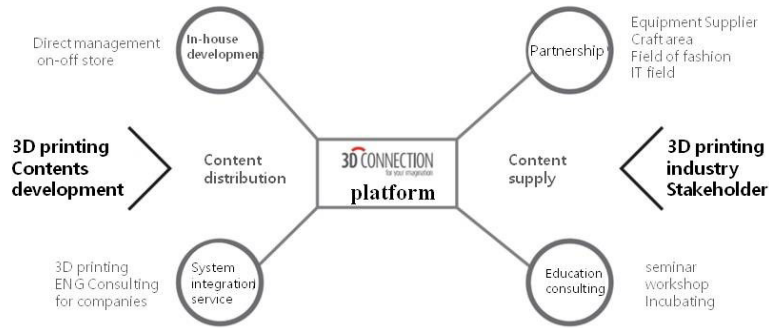 Direct management
on-off store
In-house
development
Partnership
Equipment Supplier
Craft area
Field of fashion
IT field
3D printing
Contents
development
Content
distribution
3D CONNECTION
for your imagination
platform
Content
supply
3D printing
industry
Stakeholder
3D printing
ENG Consulting
for companies
System
integration
service
Education
consulting
seminar
workshop
Incubating